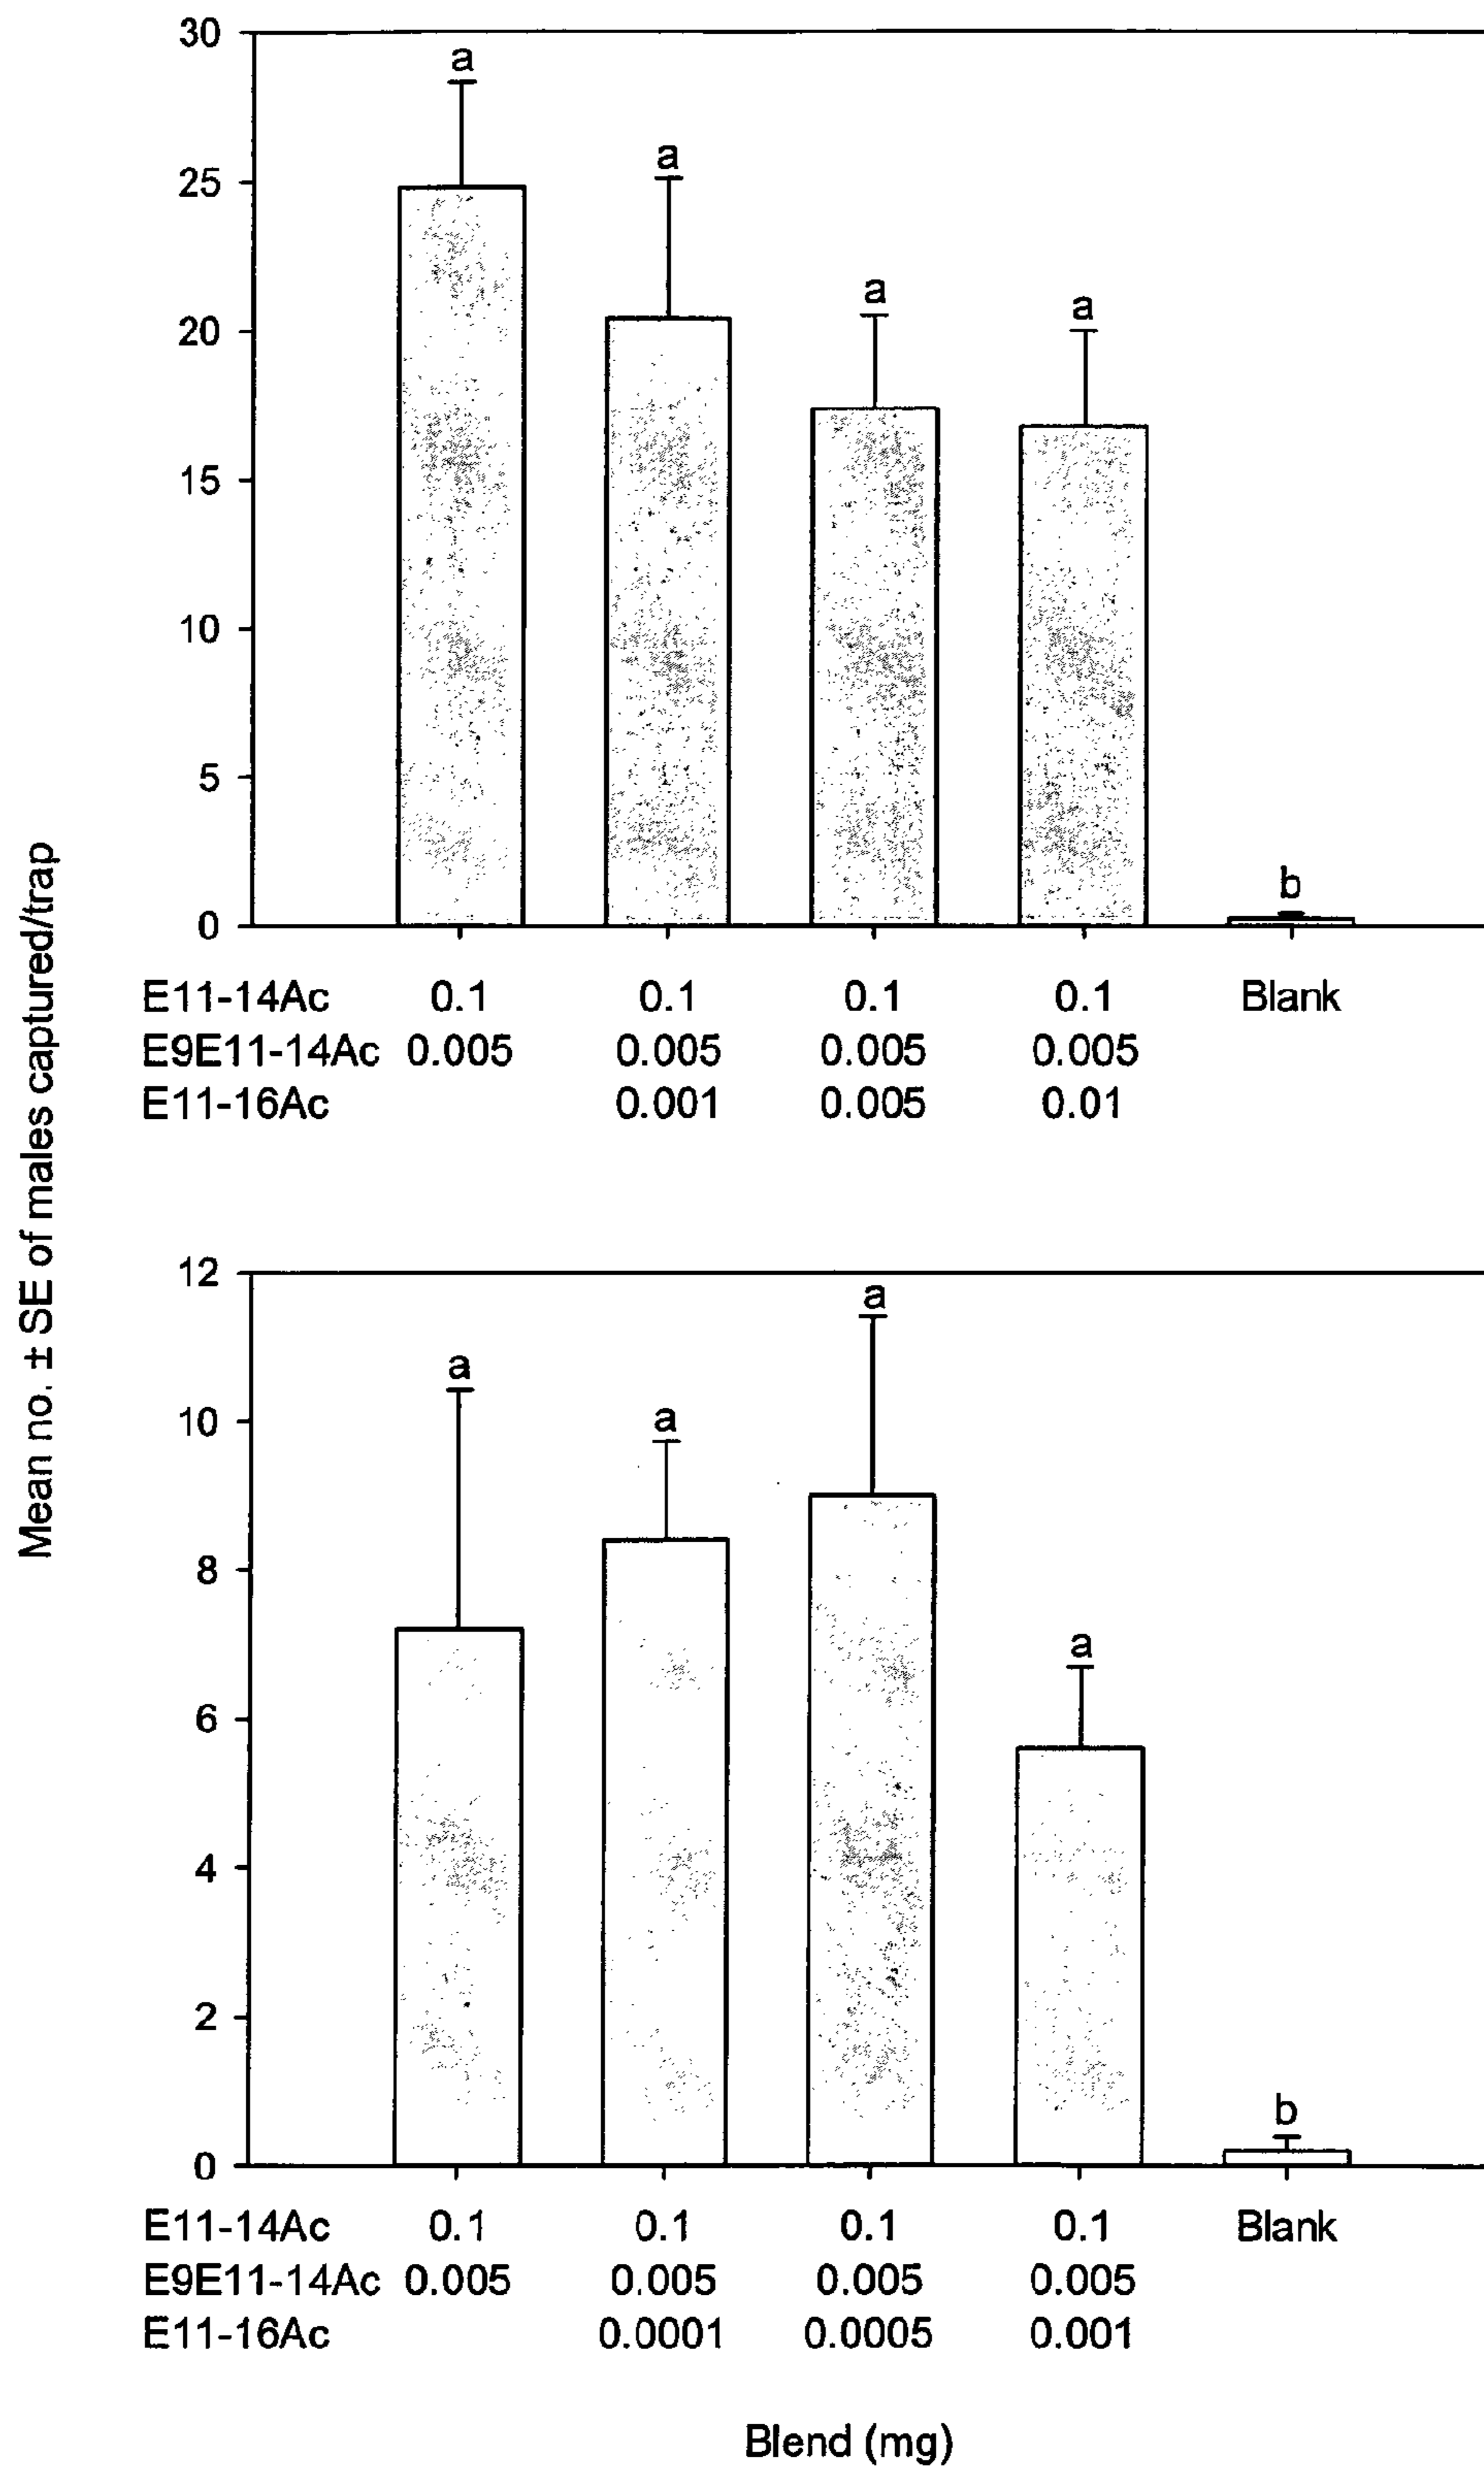 Mean no. ± SE of males captured/trap
30
25
20
15
10
5
0
a
a
a
a
b
E11-14Ac 0.1 0.1 0.1 0.1 Blank
E9E11-14Ac 0.005 0.005 0.005 0.005
E11-16Ac 0.001 0.005 0.01
12
10
8
6
4
2
0
a
a
a
a
b
E11-14Ac 0.1 0.1 0.1 0.1 Blank
E9E11-14Ac 0.005 0.005 0.005 0.005
E11-16Ac 0.0001 0.0005 0.001
Blend (mg)